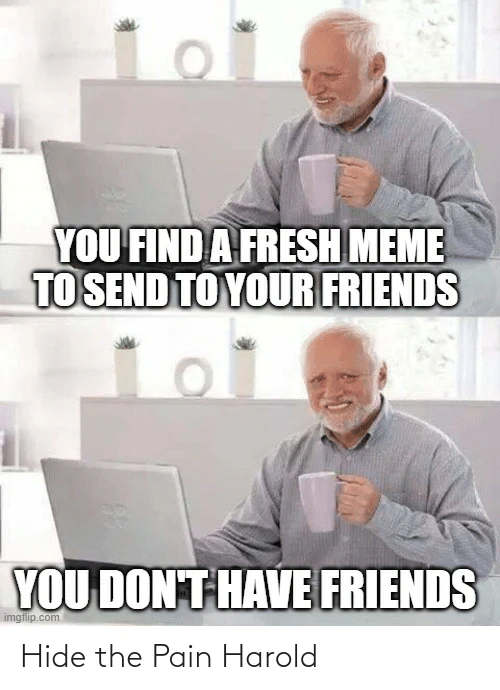 YOU FIND A FRESH MEME
TO SEND TO YOUR FRIENDS
YOU DON'T HAVE FRIENDS
imgflip.com
Hide the Pain Harold